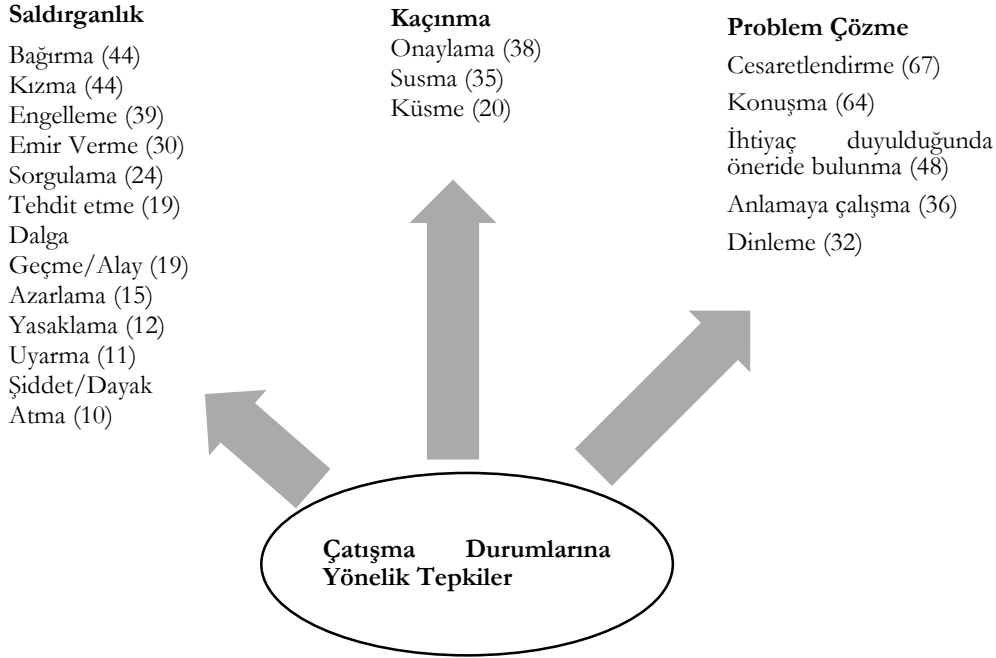 Saldırganlık
Bağırma (44)
Kızma (44)
Engelleme (39)
Emir Verme (30)
Sorgulama (24)
Tehdit etme (19)
Dalga
Geçme/Alay (19)
Azarlama (15)
Yasaklama (12)
Uyarma (11)
Şiddet/Dayak
Atma (10)
Kaçınma
Onaylama (38)
Susma (35)
Küsme (20)
Problem Çözme
Cesaretlendirme (67)
Konuşma (64)
İhtiyaç duyulduğunda
öneride bulunma (48)
Anlamaya çalışma (36)
Dinleme (32)
Çatışma Durumlarına
Yönelik Tepkiler